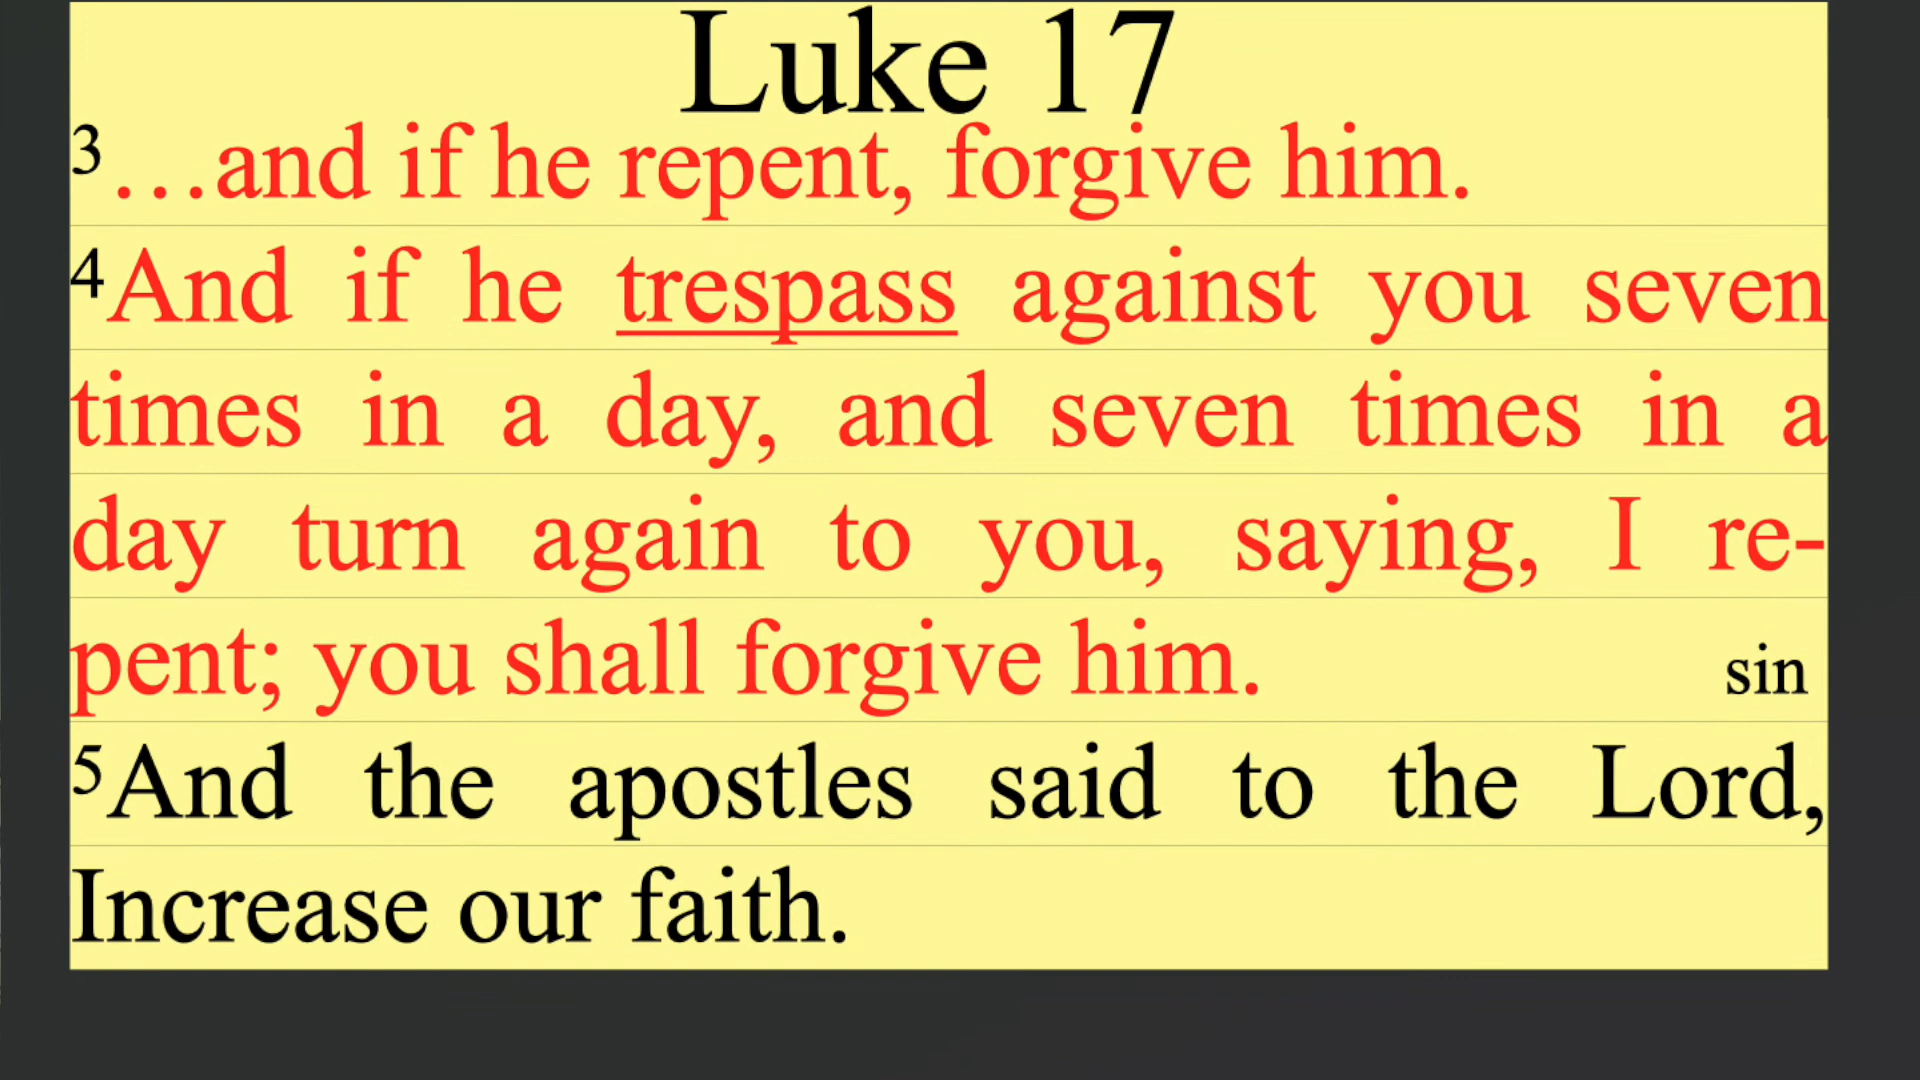 Luke 17
3…and if he repent, forgive him.
4And if he trespass against you seven
times in a day, and seven times in a
day turn again to you, saying, I re-
pent; you shall forgive him. sin
5And the apostles said to the Lord,
Increase our faith.